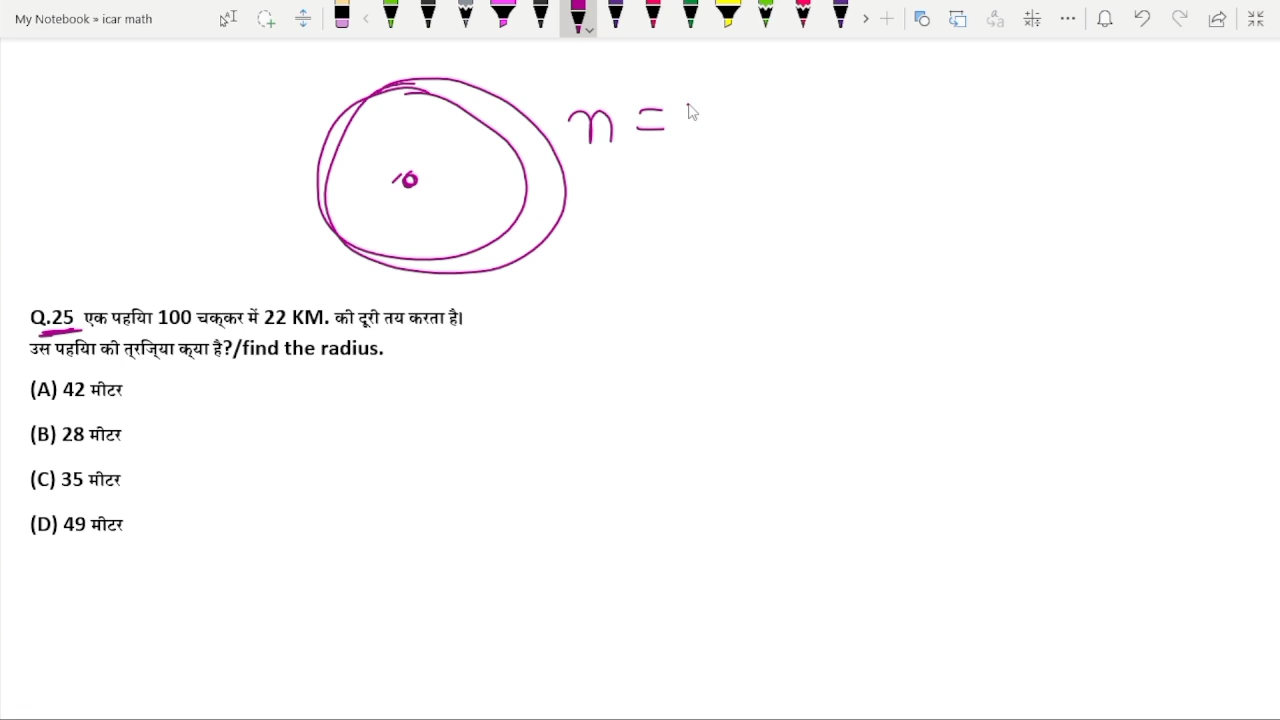 My Notebook » icar math
n =
Q.25 एक पहिया 100 चक्कर में 22 KM. की दूरी तय करता है।
उस पहिया की त्रिज्या क्या है?/find the radius.
(A) 42 मीटर
(B) 28 मीटर
(C) 35 मीटर
(D) 49 मीटर